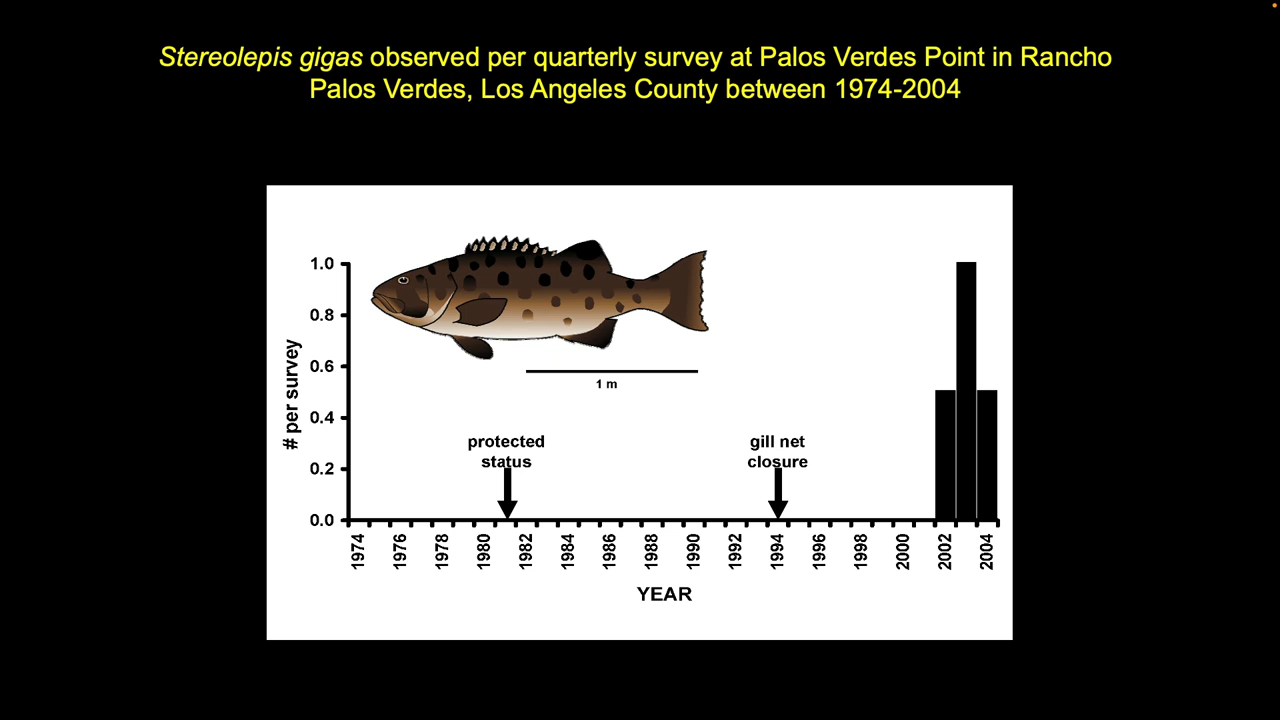 Stereolepis gigas observed per quarterly survey at Palos Verdes Point in Rancho
Palos Verdes, Los Angeles County between 1974-2004
1.0
0.8
0.6
0.4
0.2
0.0
# per survey
1 m
protected
status
gill net
closure
1974
1976
1978
1980
1982
1984
1986
1988
1990
1992
1994
1996
1998
2000
2002
2004
YEAR